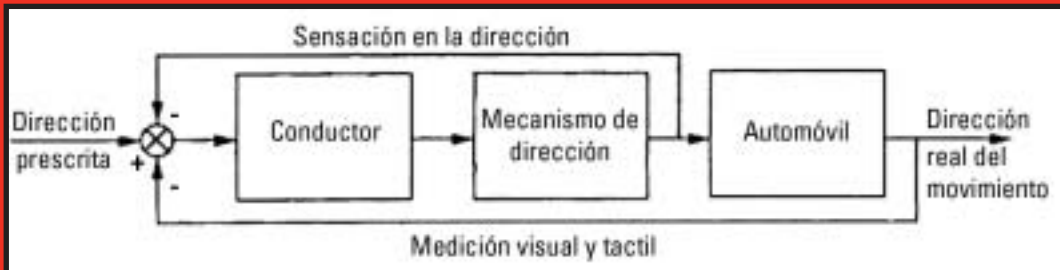 Sensación en la dirección
Dirección
prescrita
+
-
-
Conductor
Mecanismo de
dirección
Automóvil
Dirección
real del
movimiento
Medición visual y tactil